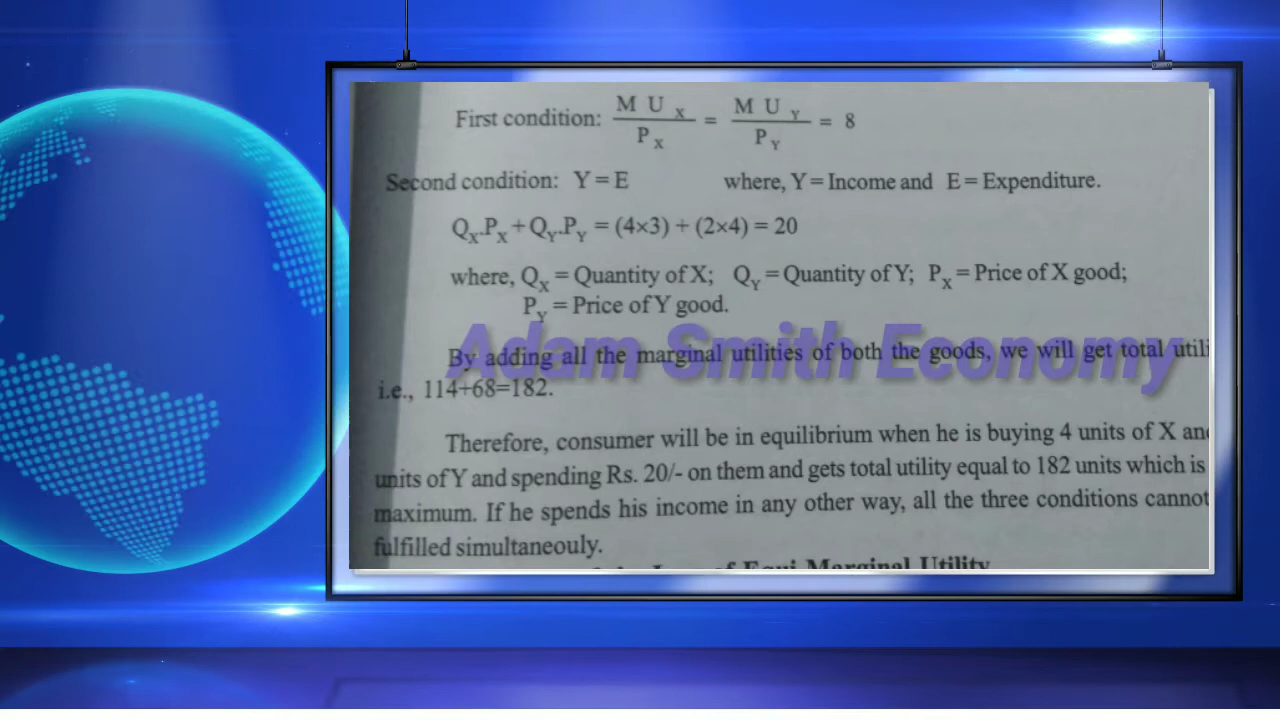 First condition: M U X / P X = M U Y / P Y = 8
Second condition: Y = E where, Y = Income and E = Expenditure.
QX.PX + QY.PY = (4×3) + (2×4) = 20
where, QX = Quantity of X; QY = Quantity of Y; PX = Price of X good;
PY = Price of Y good.
Adam Smith Economy
By adding all the marginal utilities of both the goods, we will get total utili
i.e., 114+68=182.
Therefore, consumer will be in equilibrium when he is buying 4 units of X an
units of Y and spending Rs. 20/- on them and gets total utility equal to 182 units which is
maximum. If he spends his income in any other way, all the three conditions cannot
fulfilled simultaneouly.
of Equi Marginal Utility